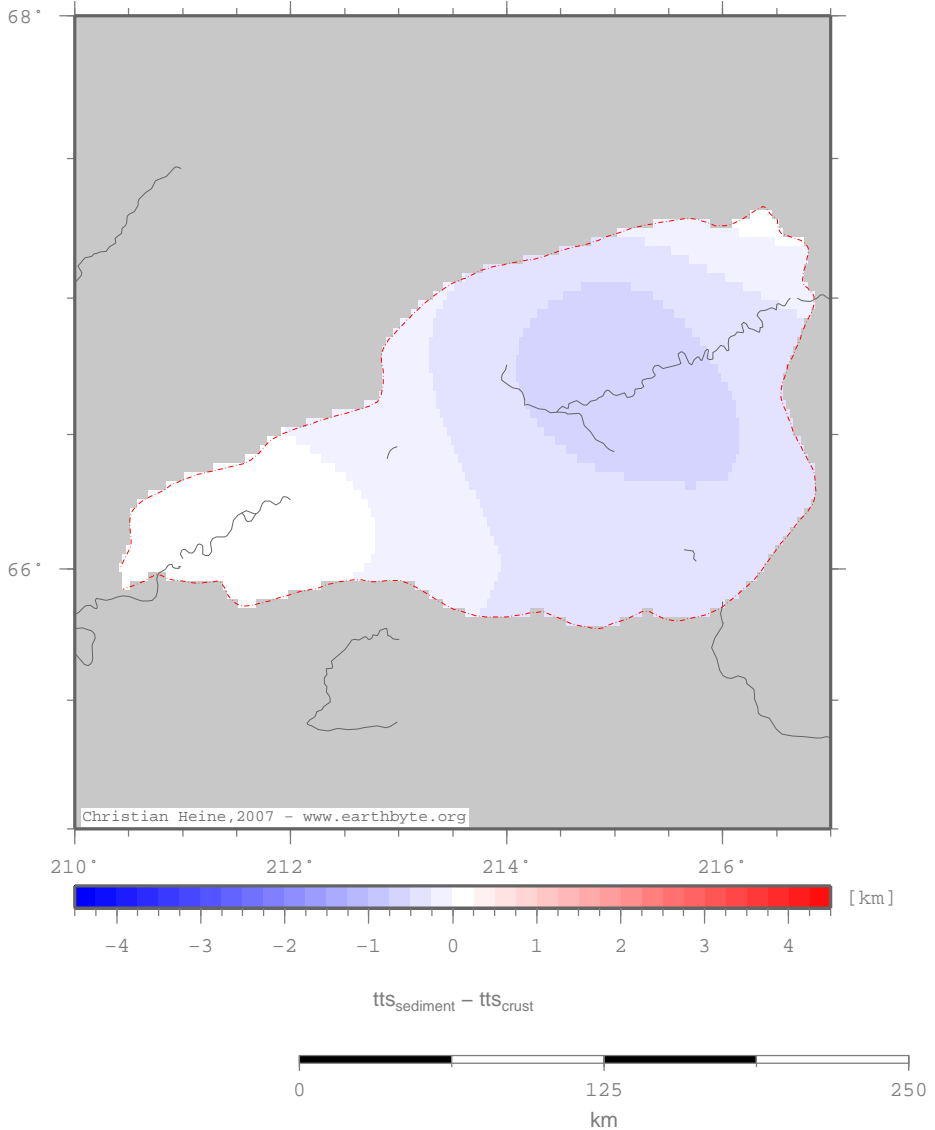 68°
66°
Christian Heine,2007 – www.earthbyte.org
210° 212° 214° 216°
[km]
−4 −3 −2 −1 0 1 2 3 4
tts_sediment – tts_crust
0 125 250
km